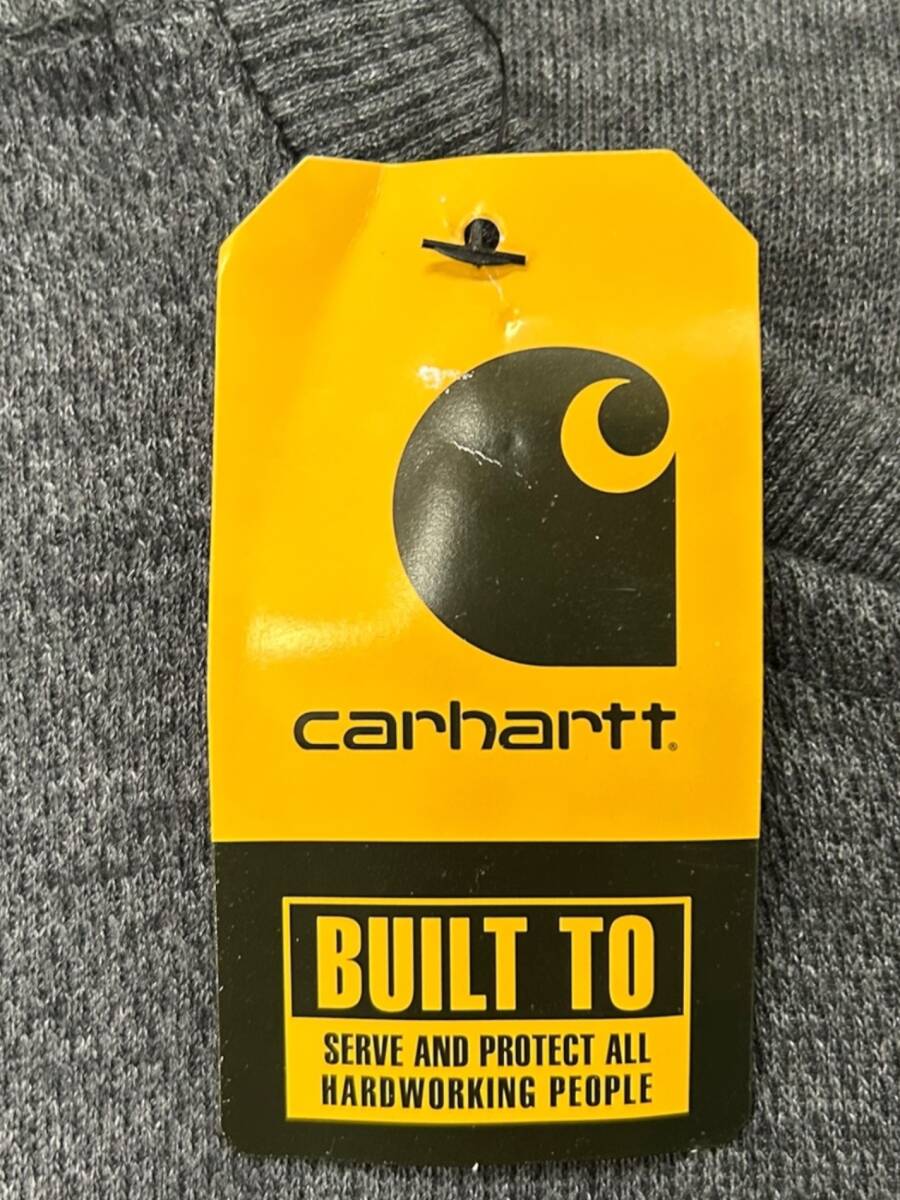 carhartt®
BUILT TO
SERVE AND PROTECT ALL
HARDWORKING PEOPLE